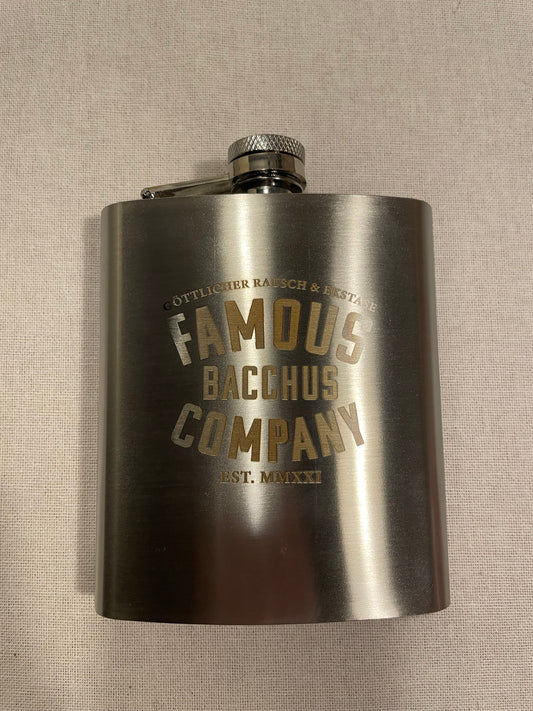 GÖTTLICHER RAUSCH & EKSTASE
FAMOUS
BACCHUS
COMPANY
EST. MMXXI